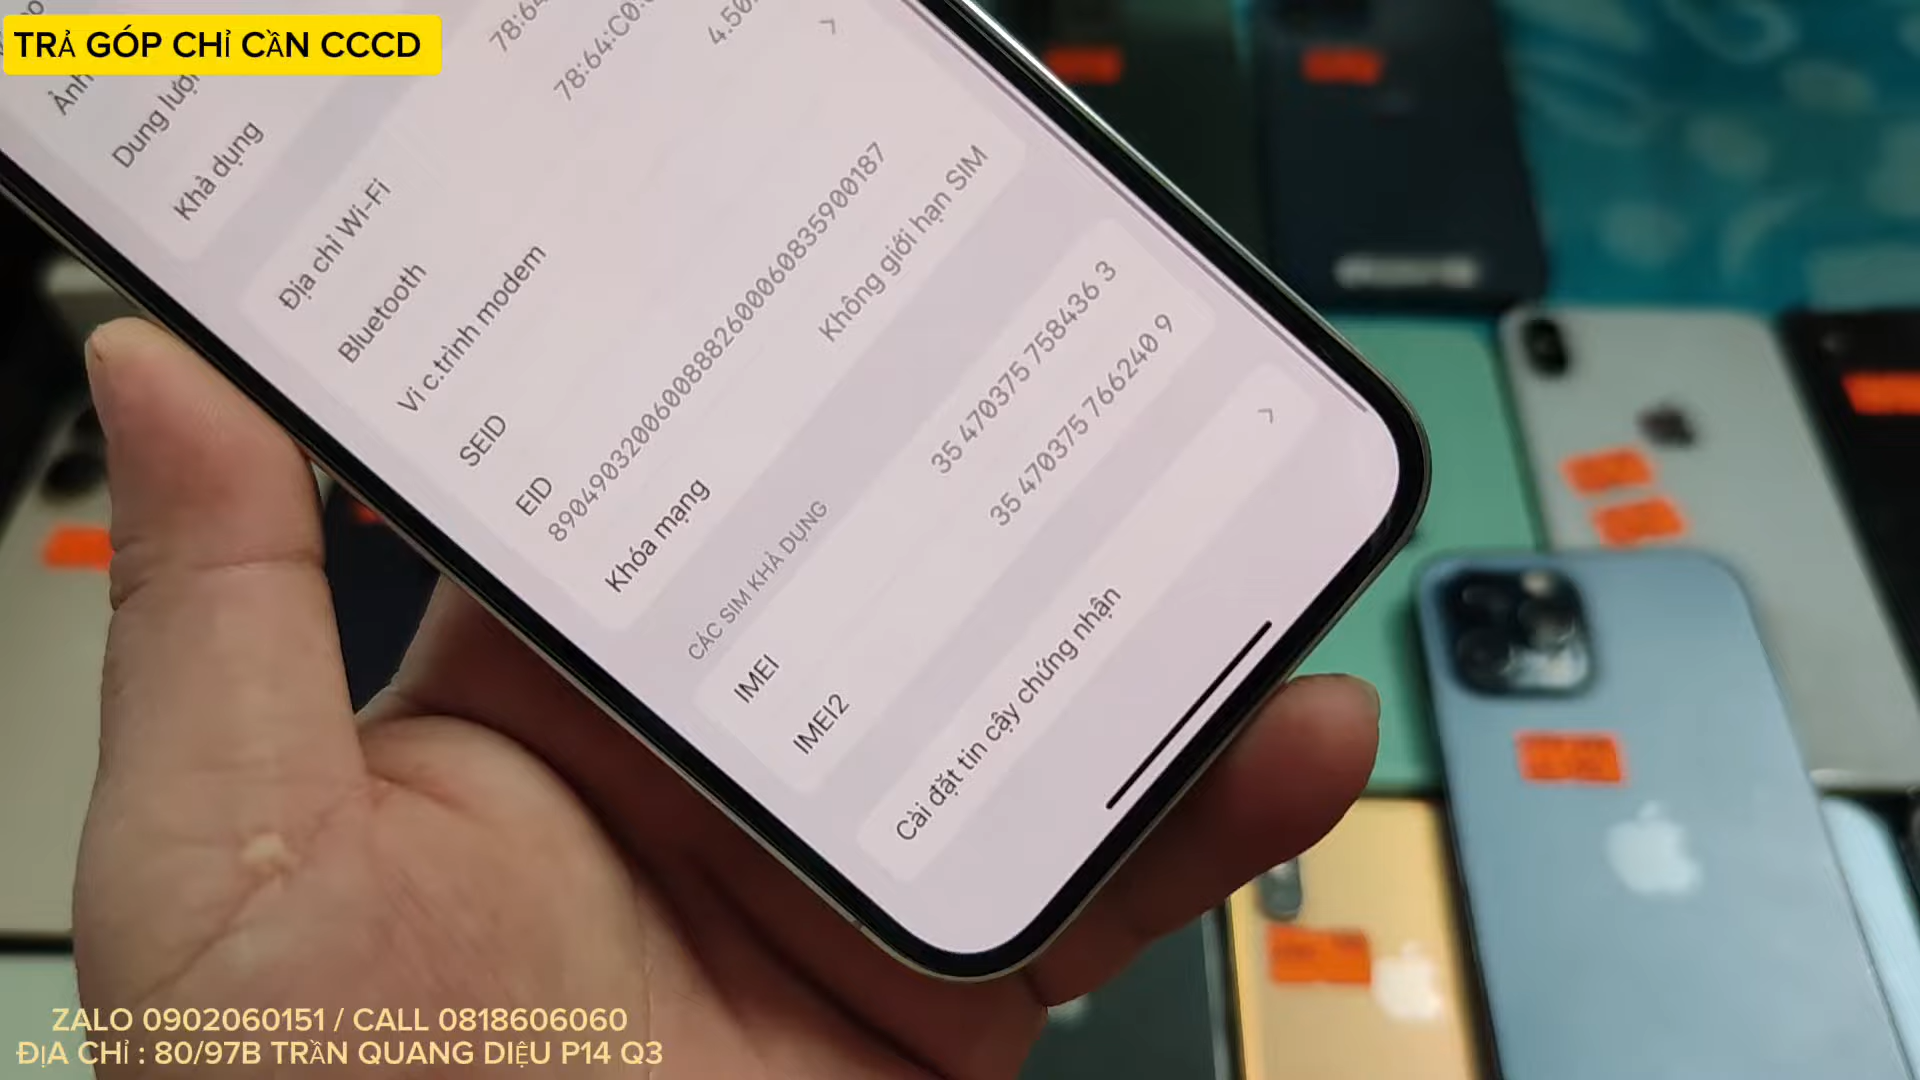 TRẢ GÓP CHỈ CẦN CCCD
Ảnh
Dung lượn
Khả dụng
Địa chỉ Wi-Fi
78:64
Bluetooth
78:64:C0:
Vi c.trình modem
4.50.
SEID
EID
89049032006008882600060835900187
Khóa mạng
Không giới hạn SIM
CÁC SIM KHẢ DỤNG
IMEI
35 470375 758436 3
IMEI2
35 470375 766240 9
Cài đặt tin cậy chứng nhận
ZALO 0902060151 / CALL 0818606060
ĐỊA CHỈ : 80/97B TRẦN QUANG DIỆU P14 Q3